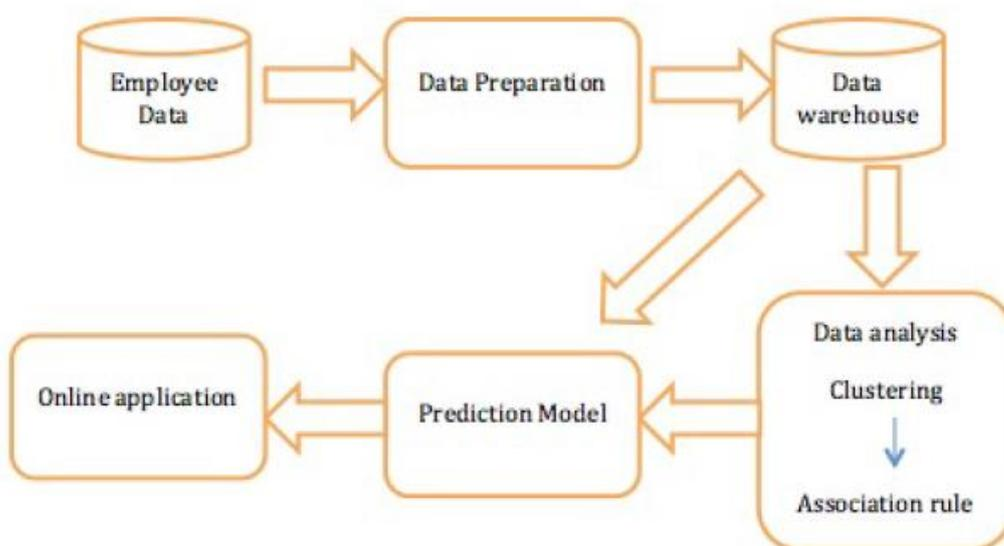 Employee
Data
Data Preparation
Data
warehouse
Data analysis
Clustering
Association rule
Prediction Model
Online application